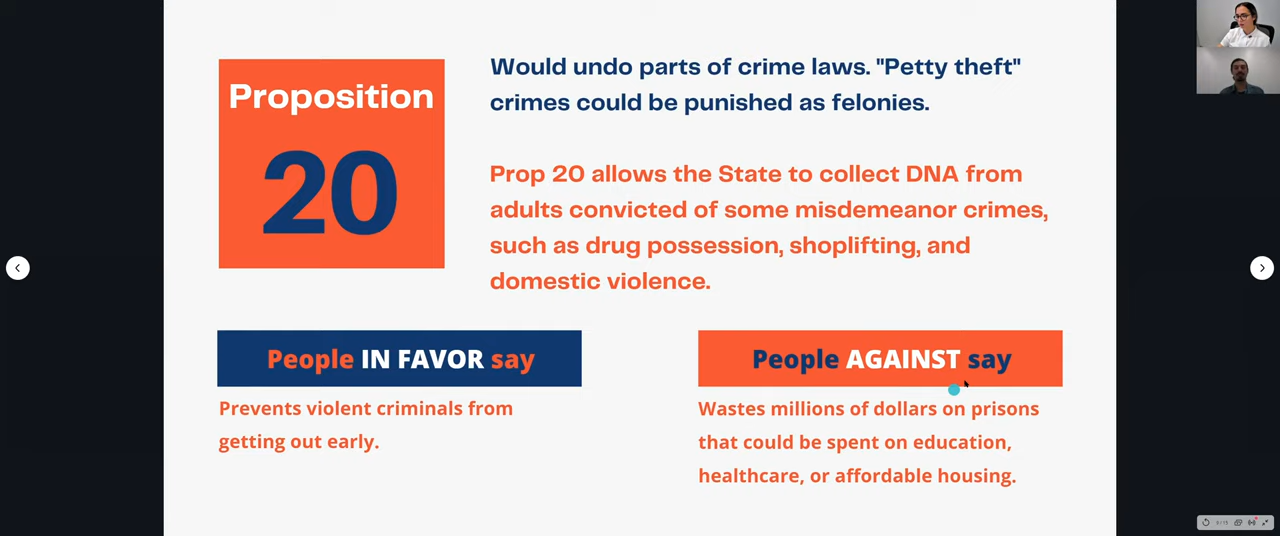 Proposition
20
Would undo parts of crime laws. "Petty theft"
crimes could be punished as felonies.
Prop 20 allows the State to collect DNA from
adults convicted of some misdemeanor crimes,
such as drug possession, shoplifting, and
domestic violence.
People IN FAVOR say
Prevents violent criminals from
getting out early.
People AGAINST say
Wastes millions of dollars on prisons
that could be spent on education,
healthcare, or affordable housing.